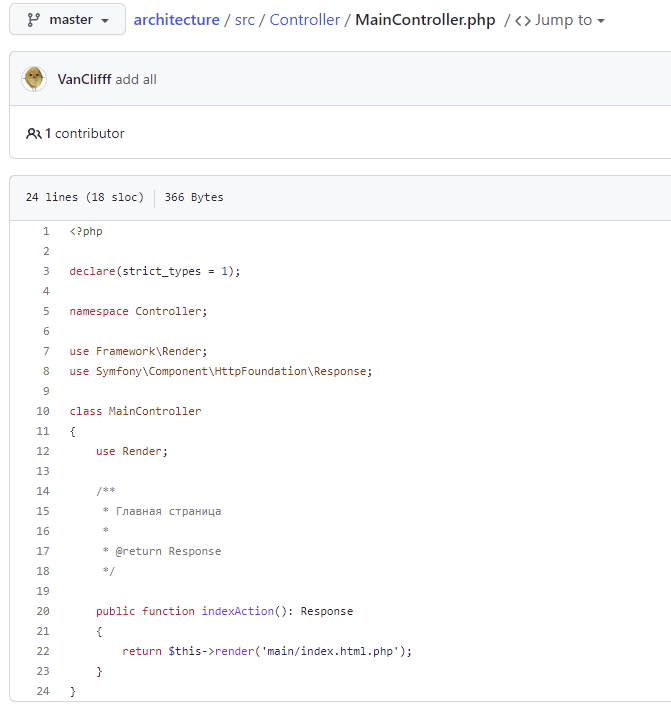 master
architecture / src / Controller / MainController.php / <> Jump to
VanClifff add all
1 contributor
24 lines (18 sloc) 366 Bytes
1 <?php
2
3 declare(strict_types = 1);
4
5 namespace Controller;
6
7 use Framework\Render;
8 use Symfony\Component\HttpFoundation\Response;
9
10 class MainController
11 {
12     use Render;
13
14     /**
15      * Главная страница
16      *
17      * @return Response
18      */
19
20     public function indexAction(): Response
21     {
22         return $this->render('main/index.html.php');
23     }
24 }